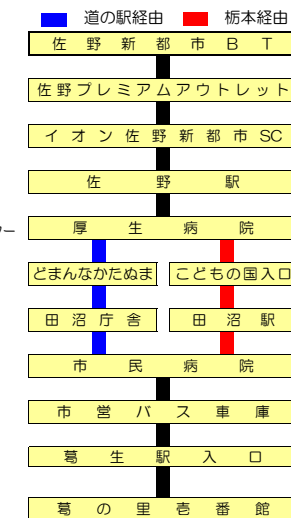 道の駅経由 栃本経由
佐野新都市BT
佐野プレミアムアウトレット
イオン佐野新都市SC
佐野駅
厚生病院
どまんなかたぬま こどもの国入口
田沼庁舎 田沼駅
市民病院
市営バス車庫
葛生駅入口
葛の里壱番館